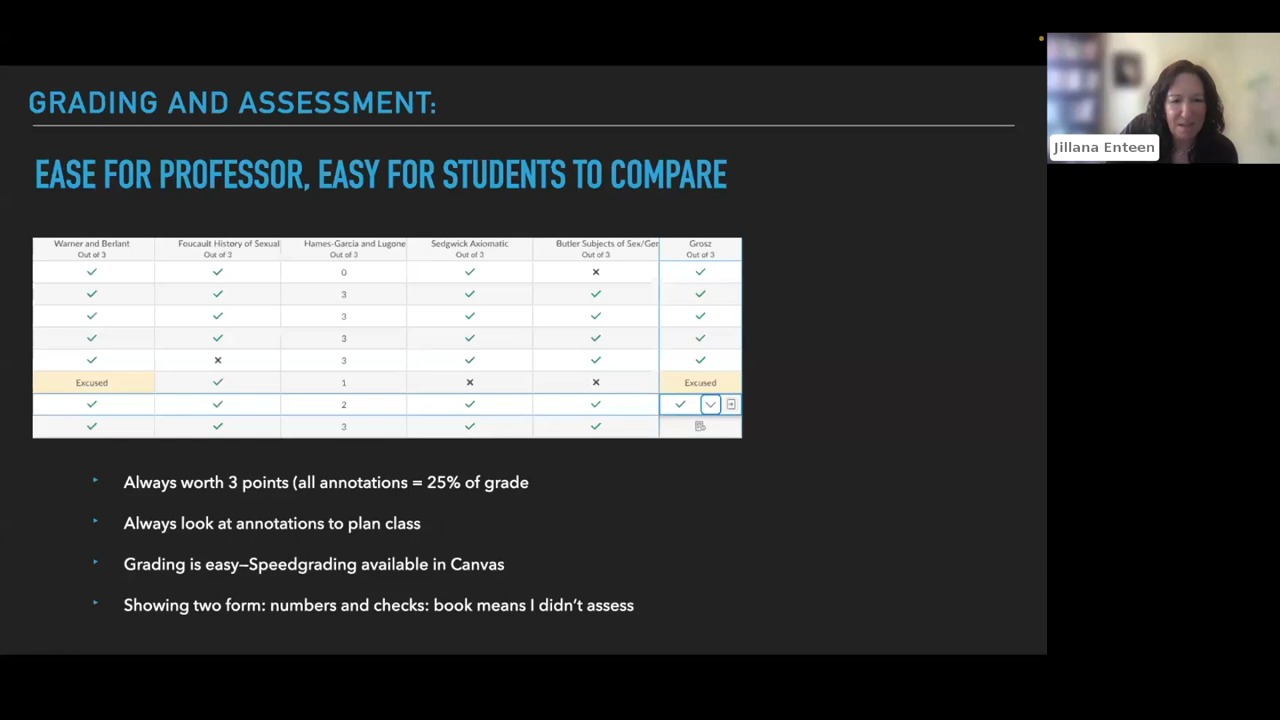 GRADING AND ASSESSMENT:
Jillana Enteen
EASE FOR PROFESSOR, EASY FOR STUDENTS TO COMPARE
Warner and Berlant Foucault History of Sexual Hames-Garcia and Lugone Sedgwick Axiomatic Butler Subjects of Sex/Ger Grosz
Out of 3 Out of 3 Out of 3 Out of 3 Out of 3 Out of 3
✓ ✓ 0 ✓ × ✓
✓ ✓ 3 ✓ ✓ ✓
✓ ✓ 3 ✓ ✓ ✓
✓ ✓ 3 ✓ ✓ ✓
✓ × 3 ✓ ✓ ✓
Excused ✓ 1 × × Excused
✓ ✓ 2 ✓ ✓ ✓
✓ ✓ 3 ✓ ✓
Always worth 3 points (all annotations = 25% of grade
Always look at annotations to plan class
Grading is easy—Speedgrading available in Canvas
Showing two form: numbers and checks: book means I didn't assess